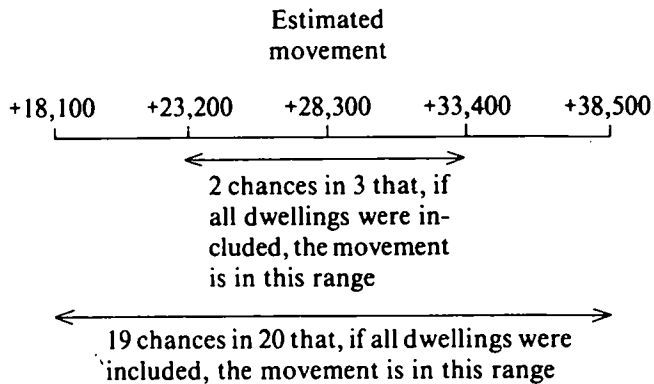 Estimated
movement
+18,100 +23,200 +28,300 +33,400 +38,500
2 chances in 3 that, if
all dwellings were in-
cluded, the movement
is in this range
19 chances in 20 that, if all dwellings were
included, the movement is in this range